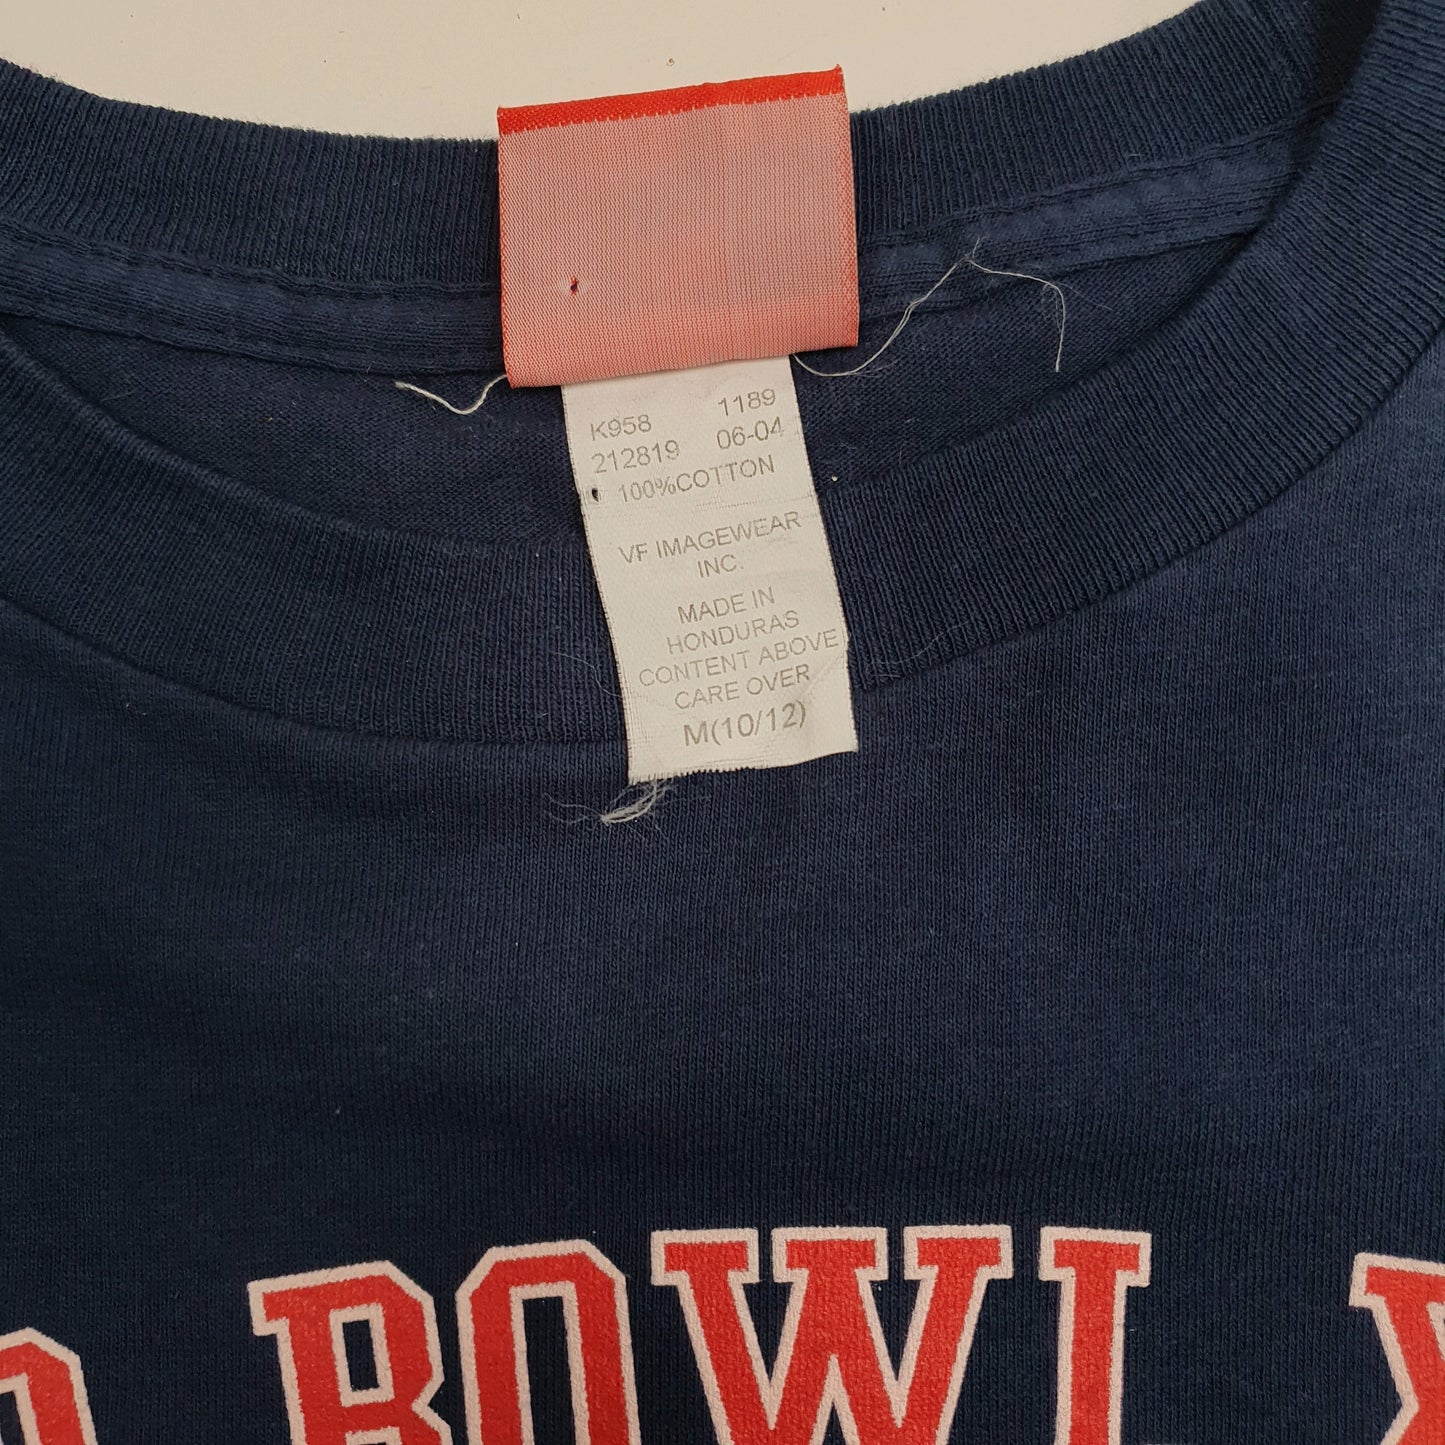 K958 1189
212819 06-04
100%COTTON
VF IMAGEWEAR
INC.
MADE IN
HONDURAS
CONTENT ABOVE
CARE OVER
M(10/12)
BOWL X